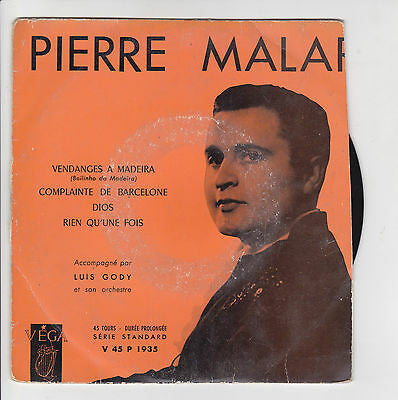 PIERRE MALAR
VENDANGES A MADEIRA
(Bailinho da Madeira)
COMPLAINTE DE BARCELONE
DIOS
RIEN QU'UNE FOIS
Accompagné par
LUIS GODY
et son orchestre
45 TOURS - DURÉE PROLONGÉE
SÉRIE STANDARD
V 45 P 1935
VEGA